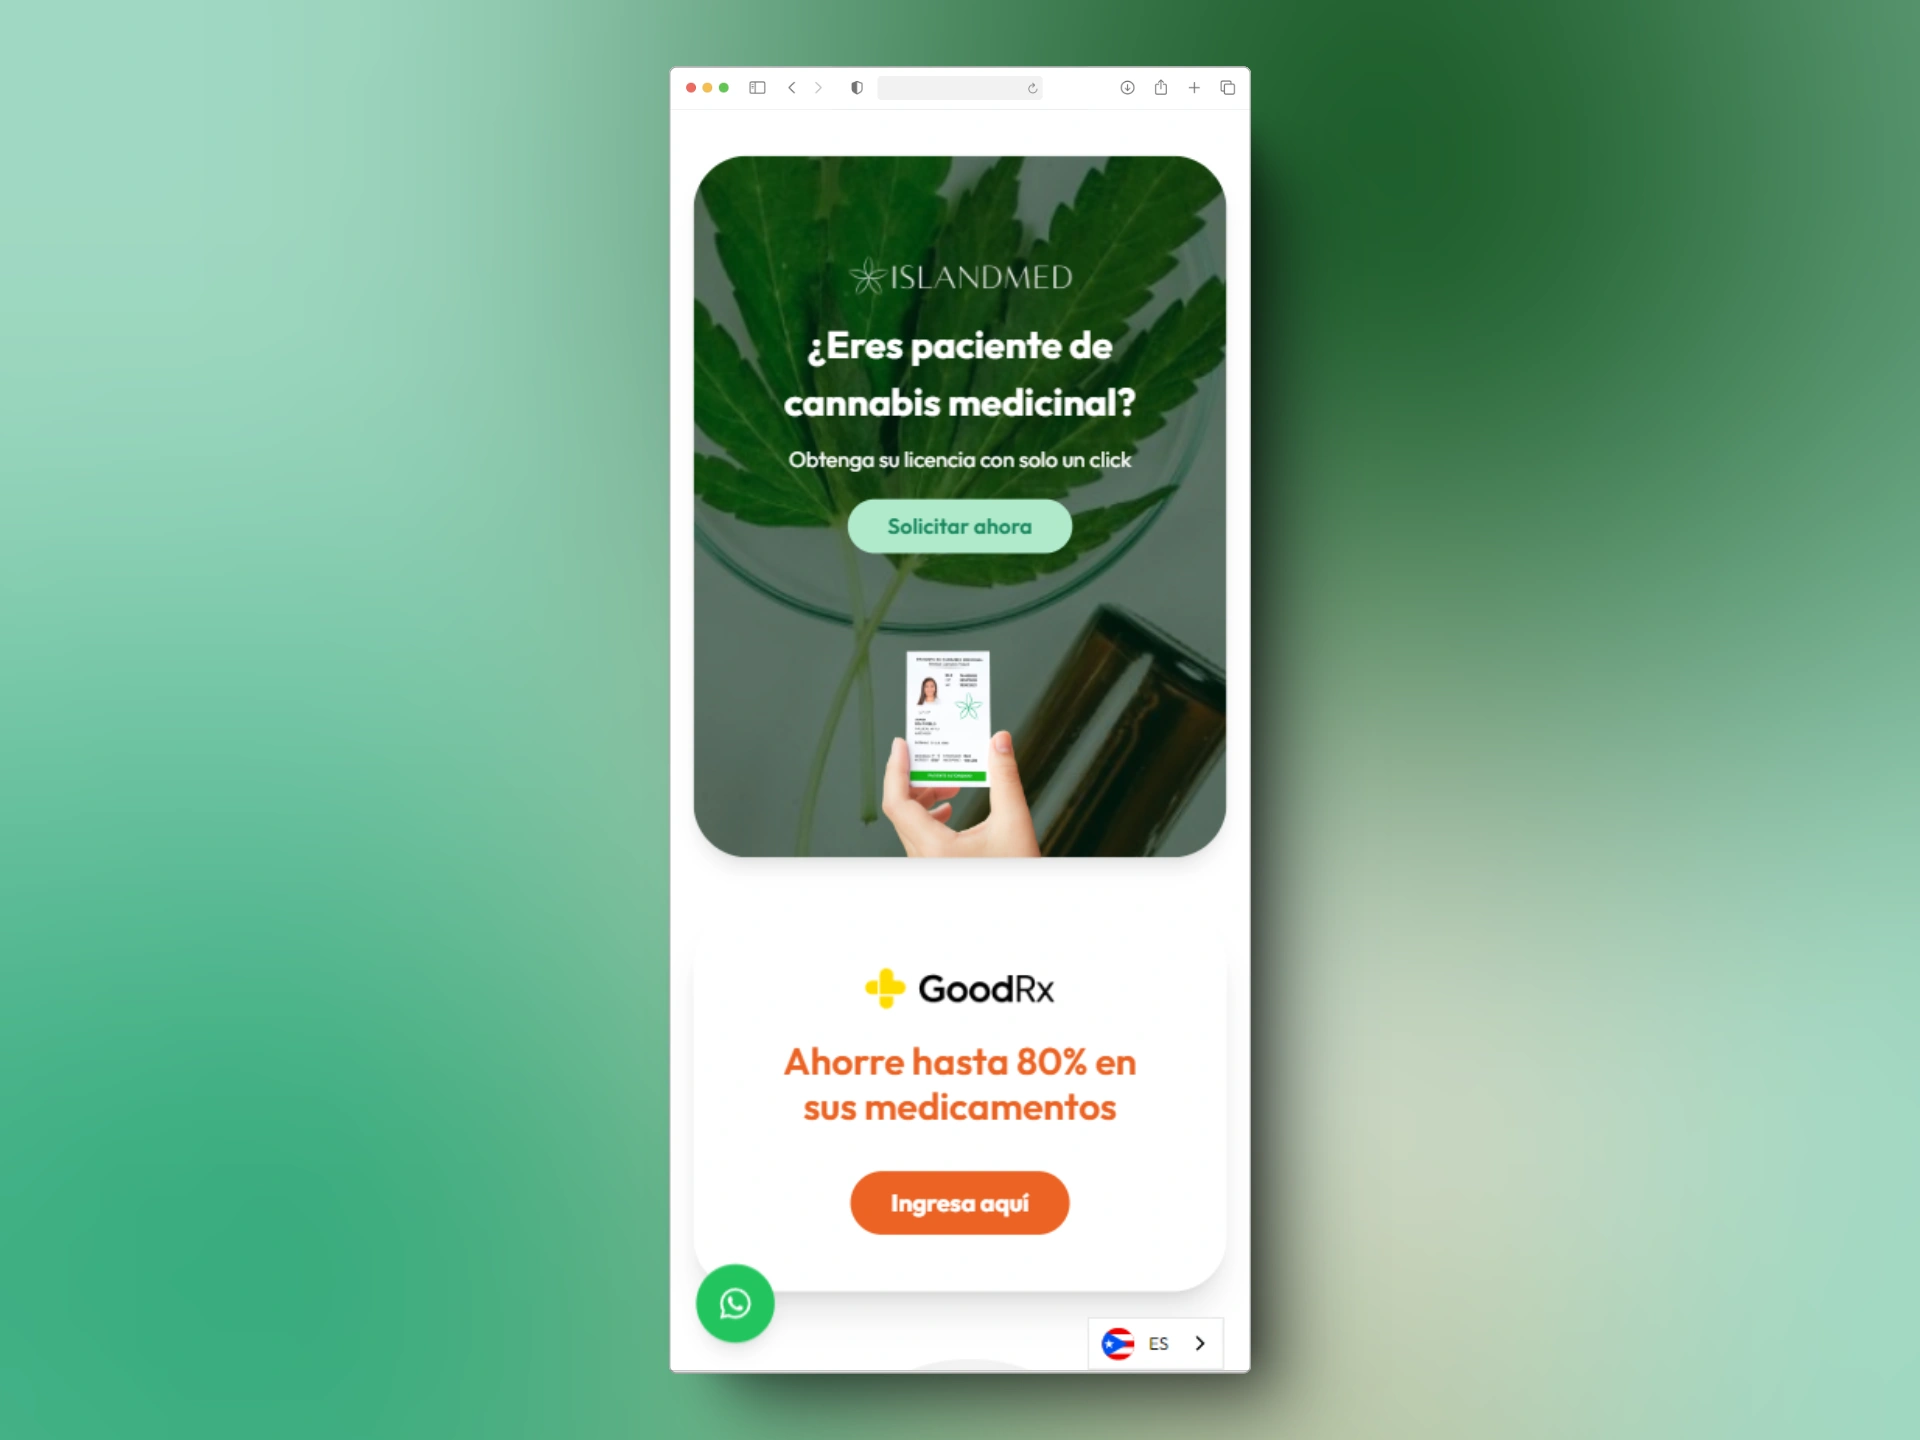 ISLANDMED
¿Eres paciente de
cannabis medicinal?
Obtenga su licencia con solo un click
Solicitar ahora
GoodRx
Ahorre hasta 80% en
sus medicamentos
Ingresa aquí
ES